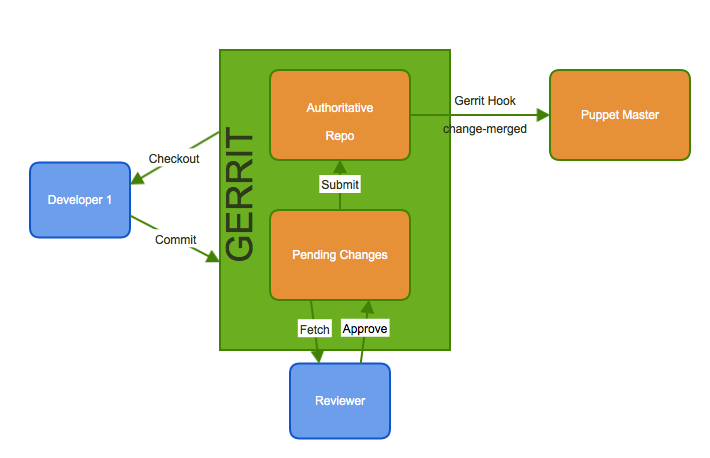 GERRIT
Authoritative
Repo
Gerrit Hook
change-merged
Puppet Master
Checkout
Submit
Developer 1
Commit
Pending Changes
Fetch
Approve
Reviewer